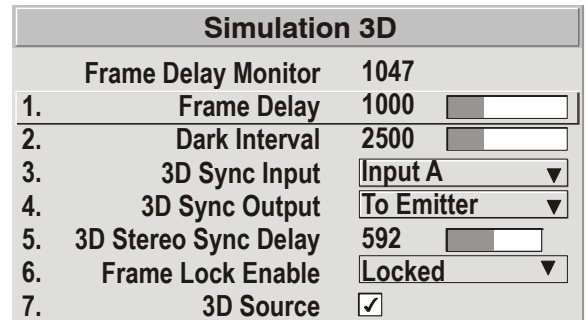 Simulation 3D
Frame Delay Monitor 1047
1. Frame Delay 1000
2. Dark Interval 2500
3. 3D Sync Input Input A
4. 3D Sync Output To Emitter
5. 3D Stereo Sync Delay 592
6. Frame Lock Enable Locked
7. 3D Source